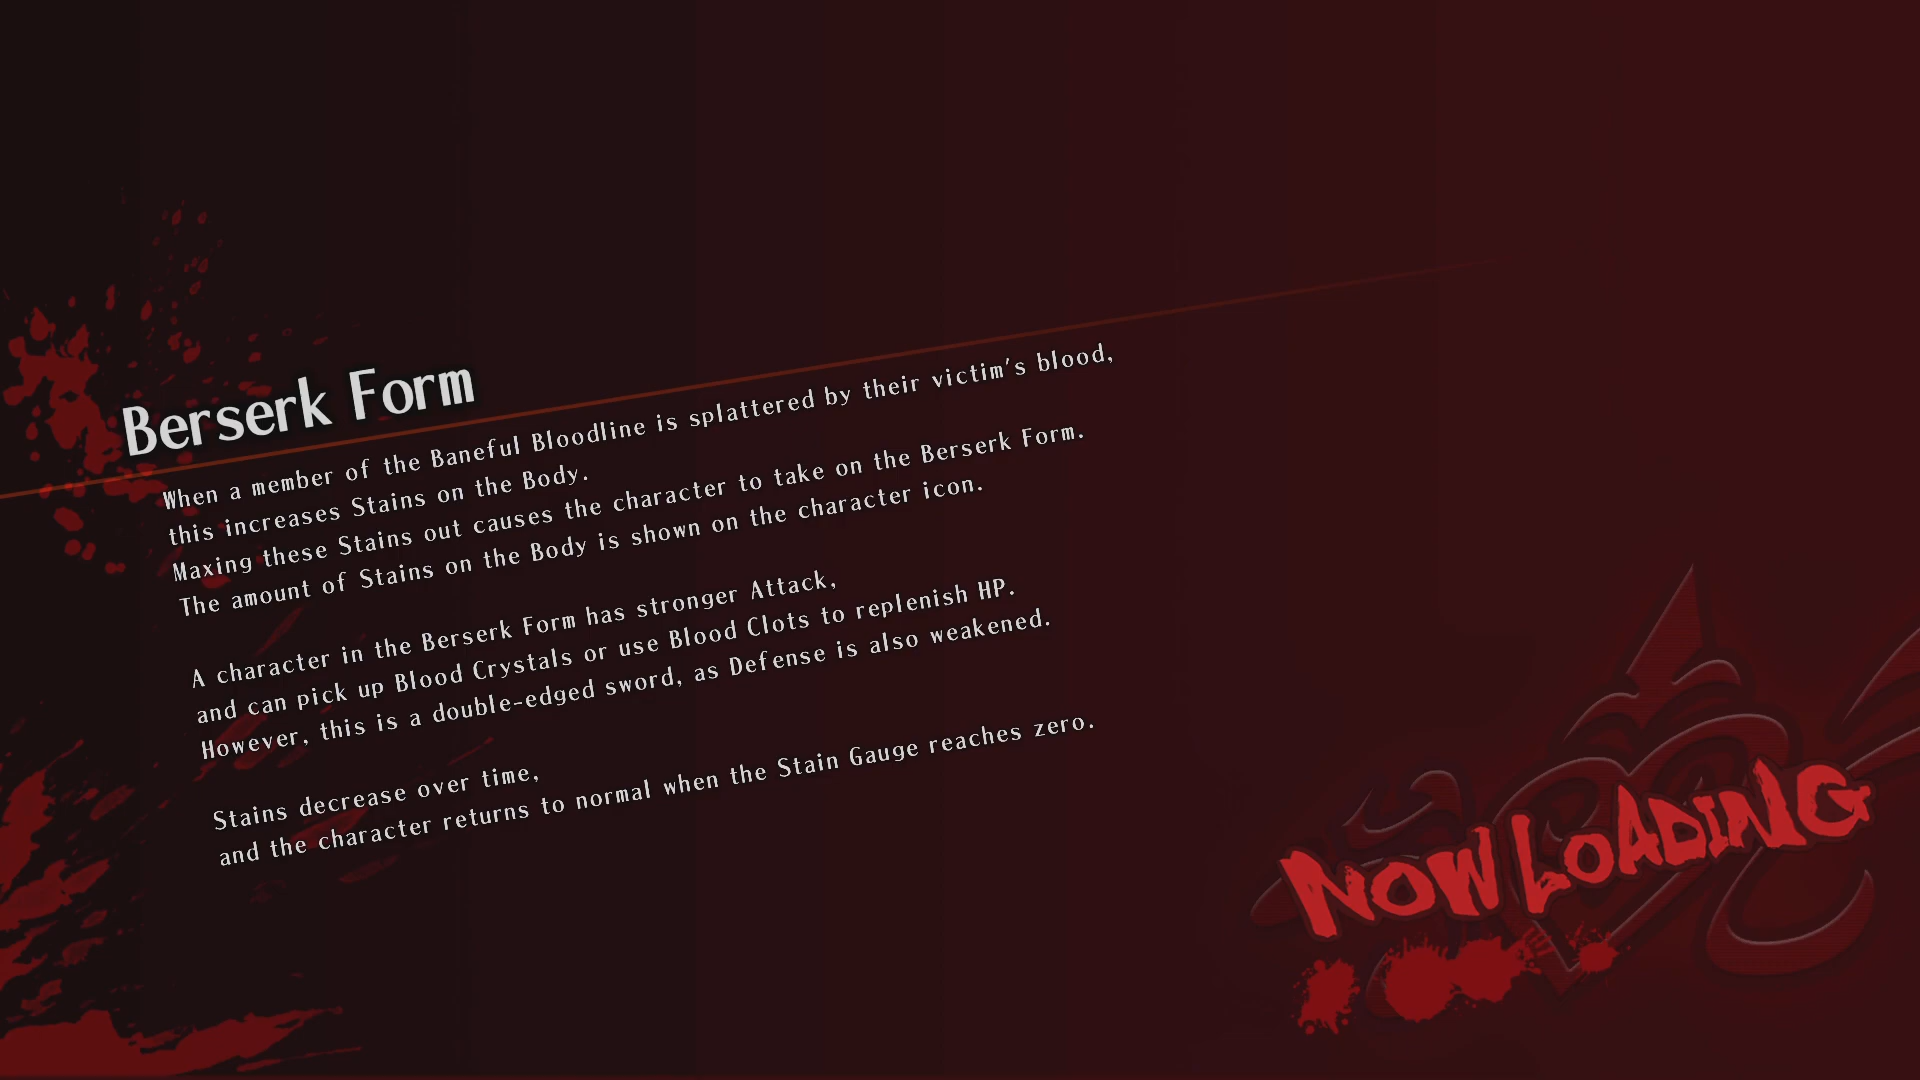 Berserk Form
When a member of the Baneful Bloodline is splattered by their victim's blood,
this increases Stains on the Body.
Maxing these Stains out causes the character to take on the Berserk Form.
The amount of Stains on the Body is shown on the character icon.
A character in the Berserk Form has stronger Attack,
and can pick up Blood Crystals or use Blood Clots to replenish HP.
However, this is a double-edged sword, as Defense is also weakened.
Stains decrease over time,
and the character returns to normal when the Stain Gauge reaches zero.
NOW LOADING